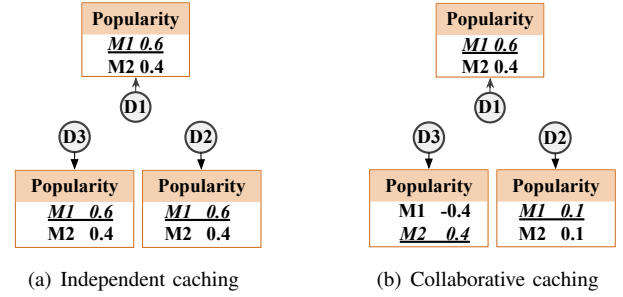 Popularity
M1 0.6
M2 0.4
D1
D3
D2
Popularity
M1 0.6
M2 0.4
Popularity
M1 0.6
M2 0.4
(a) Independent caching
Popularity
M1 0.6
M2 0.4
D1
D3
D2
Popularity
M1 -0.4
M2 0.4
Popularity
M1 0.1
M2 0.1
(b) Collaborative caching